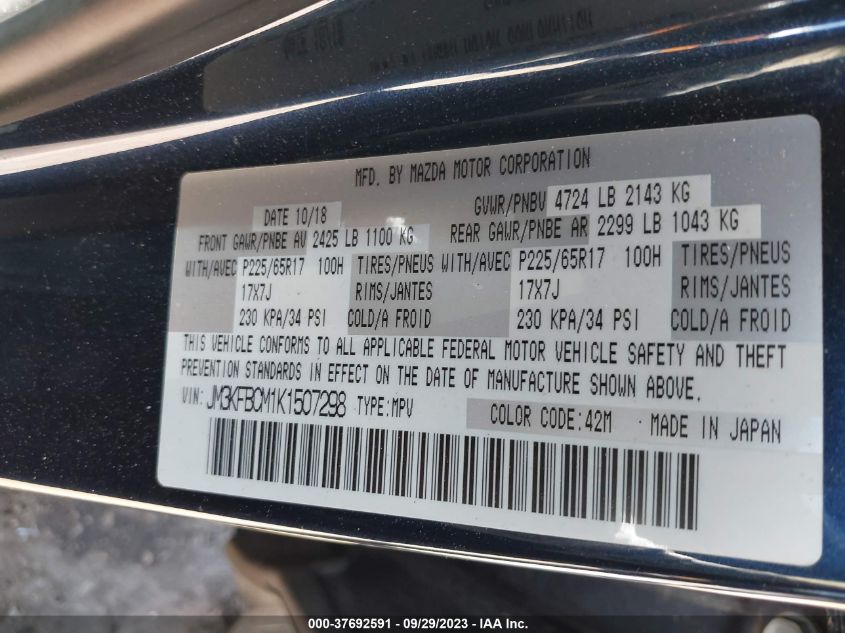 MFD. BY MAZDA MOTOR CORPORATION
DATE 10/18 GVWR/PNBV 4724 LB 2143 KG
FRONT GAWR/PNBE AV 2425 LB 1100 KG REAR GAWR/PNBE AR 2299 LB 1043 KG
WITH/AVEC P225/65R17 100H TIRES/PNEUS WITH/AVEC P225/65R17 100H TIRES/PNEUS
17X7J RIMS/JANTES 17X7J RIMS/JANTES
230 KPA/34 PSI COLD/A FROID 230 KPA/34 PSI COLD/A FROID
THIS VEHICLE CONFORMS TO ALL APPLICABLE FEDERAL MOTOR VEHICLE SAFETY AND THEFT
PREVENTION STANDARDS IN EFFECT ON THE DATE OF MANUFACTURE SHOWN ABOVE.
VIN: JM3KFBCM1K1507298 TYPE:MPV COLOR CODE:42M MADE IN JAPAN
000-37692591 - 09/29/2023 - IAA Inc.